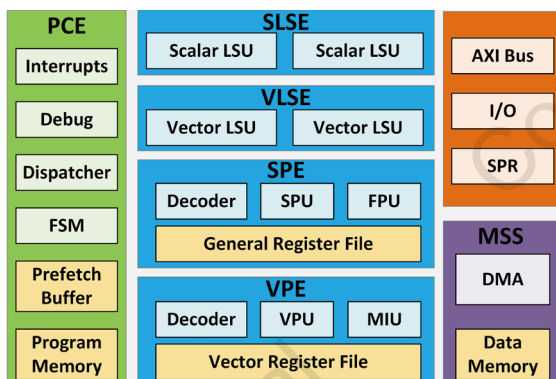 PCE
Interrupts
Debug
Dispatcher
FSM
Prefetch
Buffer
Program
Memory
SLSE
Scalar LSU Scalar LSU
VLSE
Vector LSU Vector LSU
SPE
Decoder SPU FPU
General Register File
VPE
Decoder VPU MIU
Vector Register File
AXI Bus
I/O
SPR
MSS
DMA
Data
Memory